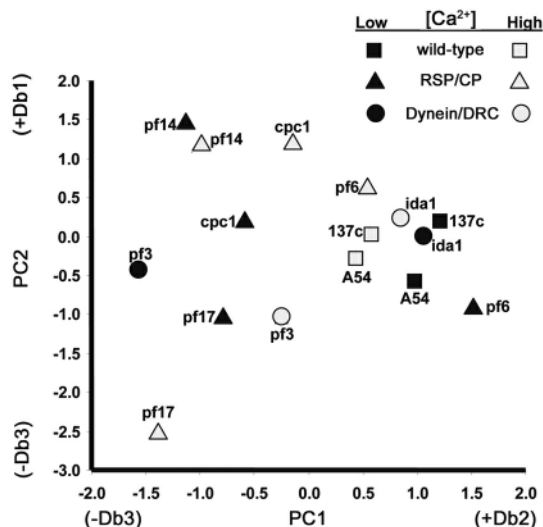 [Ca²⁺]
Low High
wild-type
RSP/CP
Dynein/DRC
(+Db1)
PC2
(-Db3)
2.0
1.5
1.0
0.5
0.0
-0.5
-1.0
-1.5
-2.0
-2.5
-3.0
pf14
pf14
cpc1
pf6
ida1
cpc1
137c
137c
ida1
pf3
A54
A54
pf17
pf3
pf6
pf17
-2.0 -1.5 -1.0 -0.5 0.0 0.5 1.0 1.5 2.0
(-Db3) PC1 (+Db2)